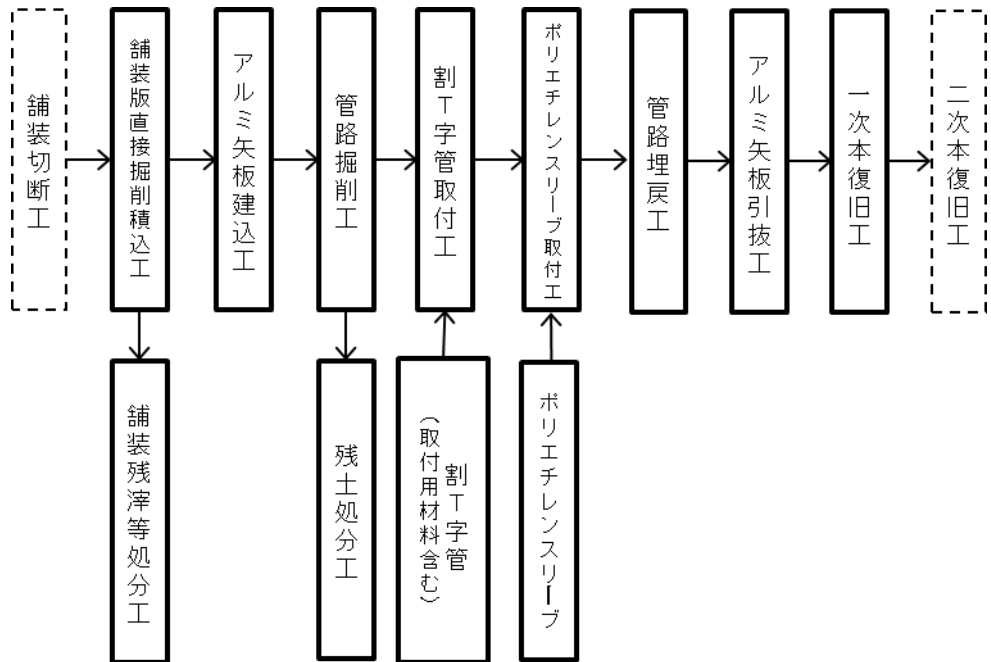 舗装切断工
舗装版直接掘削積込工
アルミ矢板建込工
管路掘削工
割T字管取付工
ポリエチレンスリーブ取付工
管路埋戻工
アルミ矢板引抜工
一次本復旧工
二次本復旧工
舗装残滓等処分工
残土処分工
割T字管
（取付用材料含む）
ポリエチレンスリーブ